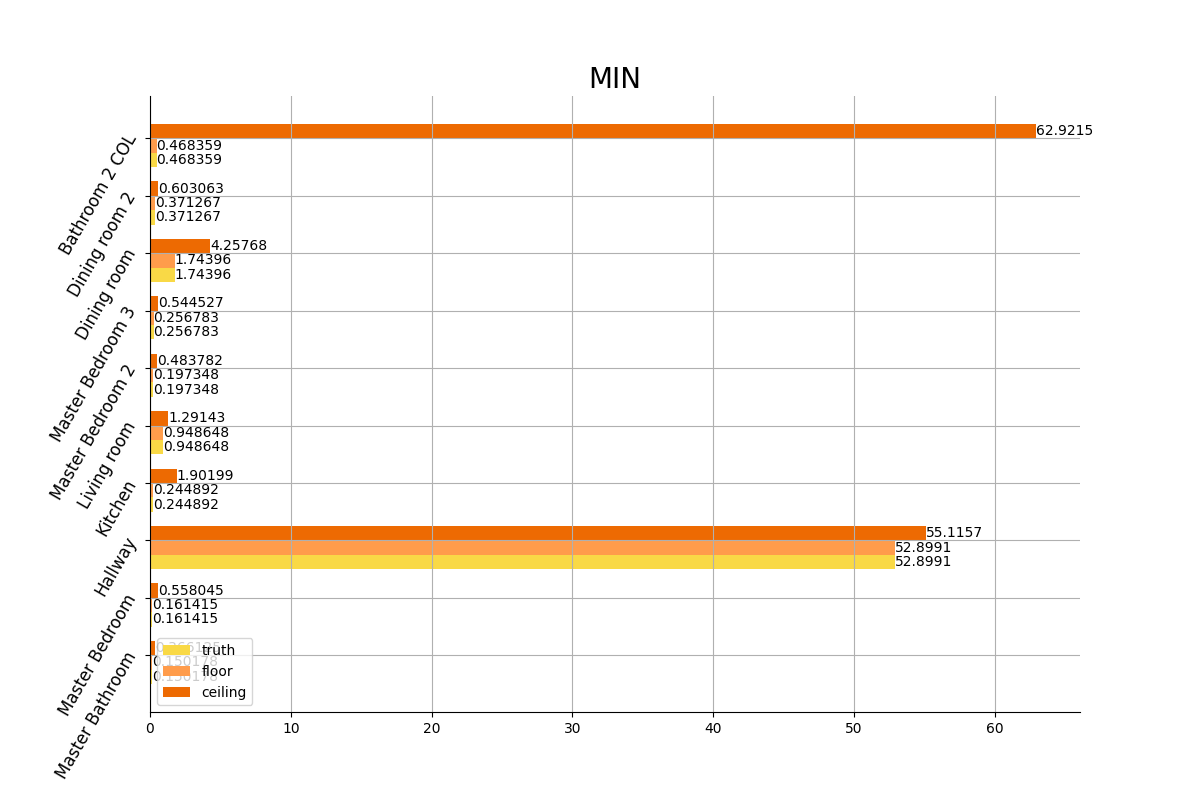 MIN
Bathroom 2 COL
62.9215
0.468359
0.468359
Dining room 2
0.603063
0.371267
0.371267
Dining room
4.25768
1.74396
1.74396
Master Bedroom 3
0.544527
0.256783
0.256783
Master Bedroom 2
0.483782
0.197348
0.197348
Living room
1.29143
0.948648
0.948648
Kitchen
1.90199
0.244892
0.244892
Hallway
55.1157
52.8991
52.8991
Master Bedroom
0.558045
0.161415
0.161415
Master Bathroom
0.150178
0.150178
truth
floor
ceiling
0 10 20 30 40 50 60